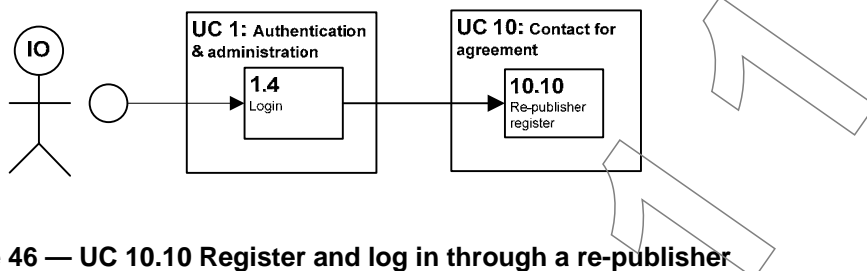 IO
UC 1: Authentication
& administration
1.4
Login
UC 10: Contact for
agreement
10.10
Re-publisher
register
46 — UC 10.10 Register and log in through a re-publisher